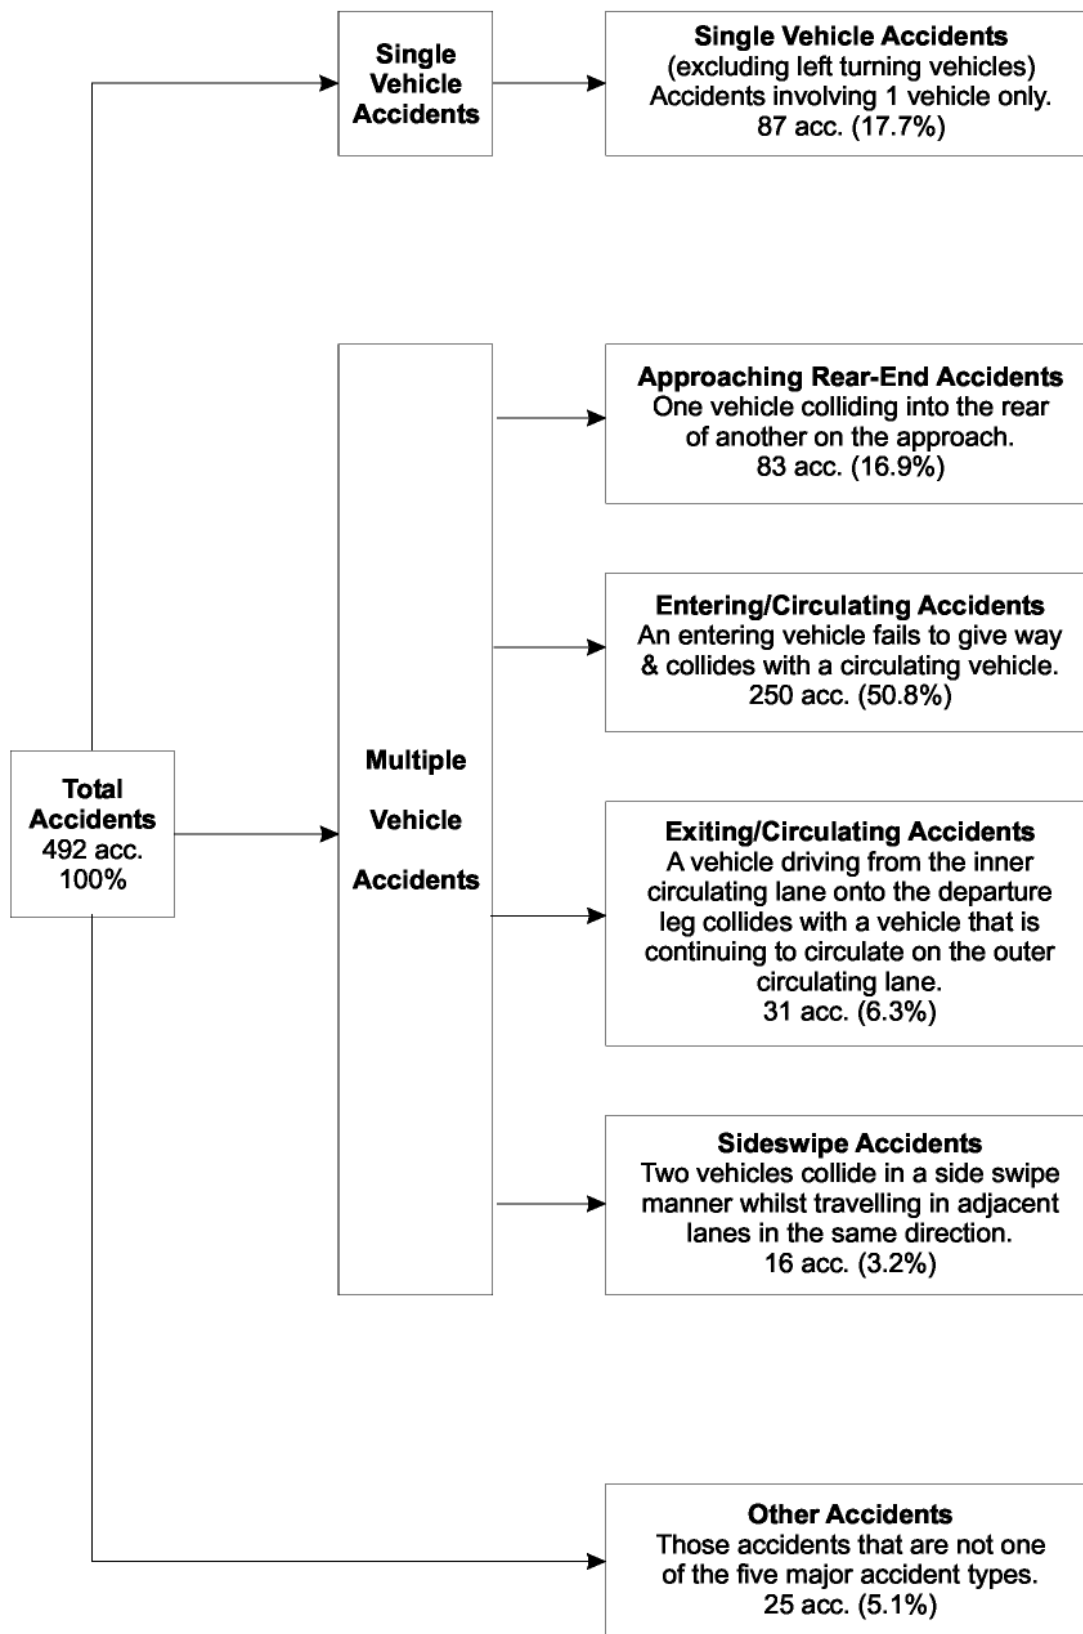 Single
Vehicle
Accidents
Single Vehicle Accidents
(excluding left turning vehicles)
Accidents involving 1 vehicle only.
87 acc. (17.7%)
Approaching Rear-End Accidents
One vehicle colliding into the rear
of another on the approach.
83 acc. (16.9%)
Entering/Circulating Accidents
An entering vehicle fails to give way
& collides with a circulating vehicle.
250 acc. (50.8%)
Total
Accidents
492 acc.
100%
Multiple
Vehicle
Accidents
Exiting/Circulating Accidents
A vehicle driving from the inner
circulating lane onto the departure
leg collides with a vehicle that is
continuing to circulate on the outer
circulating lane.
31 acc. (6.3%)
Sideswipe Accidents
Two vehicles collide in a side swipe
manner whilst travelling in adjacent
lanes in the same direction.
16 acc. (3.2%)
Other Accidents
Those accidents that are not one
of the five major accident types.
25 acc. (5.1%)